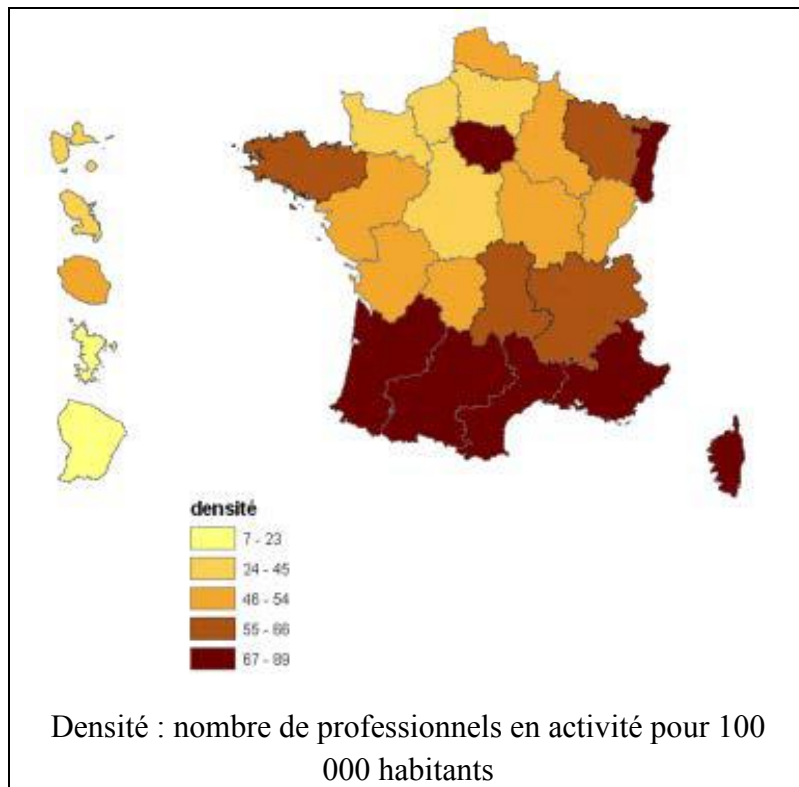 densité
7 - 23
24 - 45
46 - 54
55 - 66
67 - 89
Densité : nombre de professionnels en activité pour 100
000 habitants